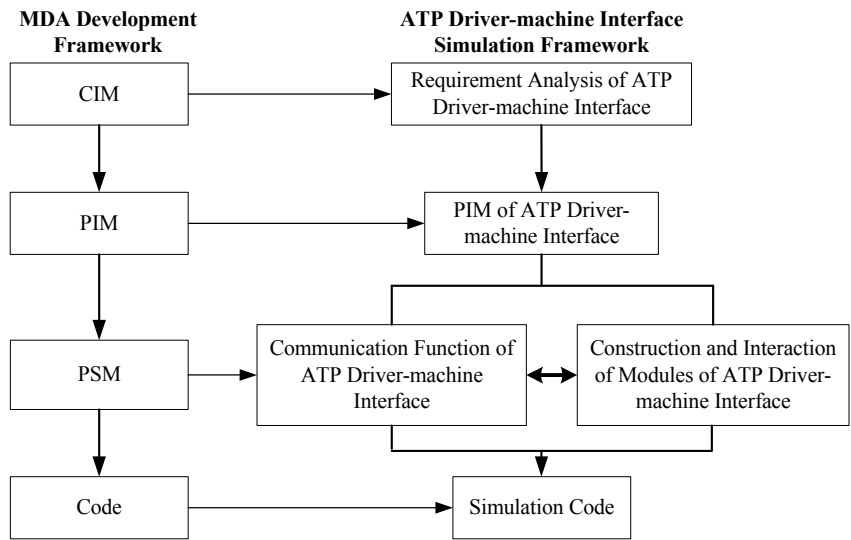 MDA Development
Framework
ATP Driver-machine Interface
Simulation Framework
CIM
Requirement Analysis of ATP
Driver-machine Interface
PIM
PIM of ATP Driver-
machine Interface
PSM
Communication Function of
ATP Driver-machine
Interface
Construction and Interaction
of Modules of ATP Driver-
machine Interface
Code
Simulation Code